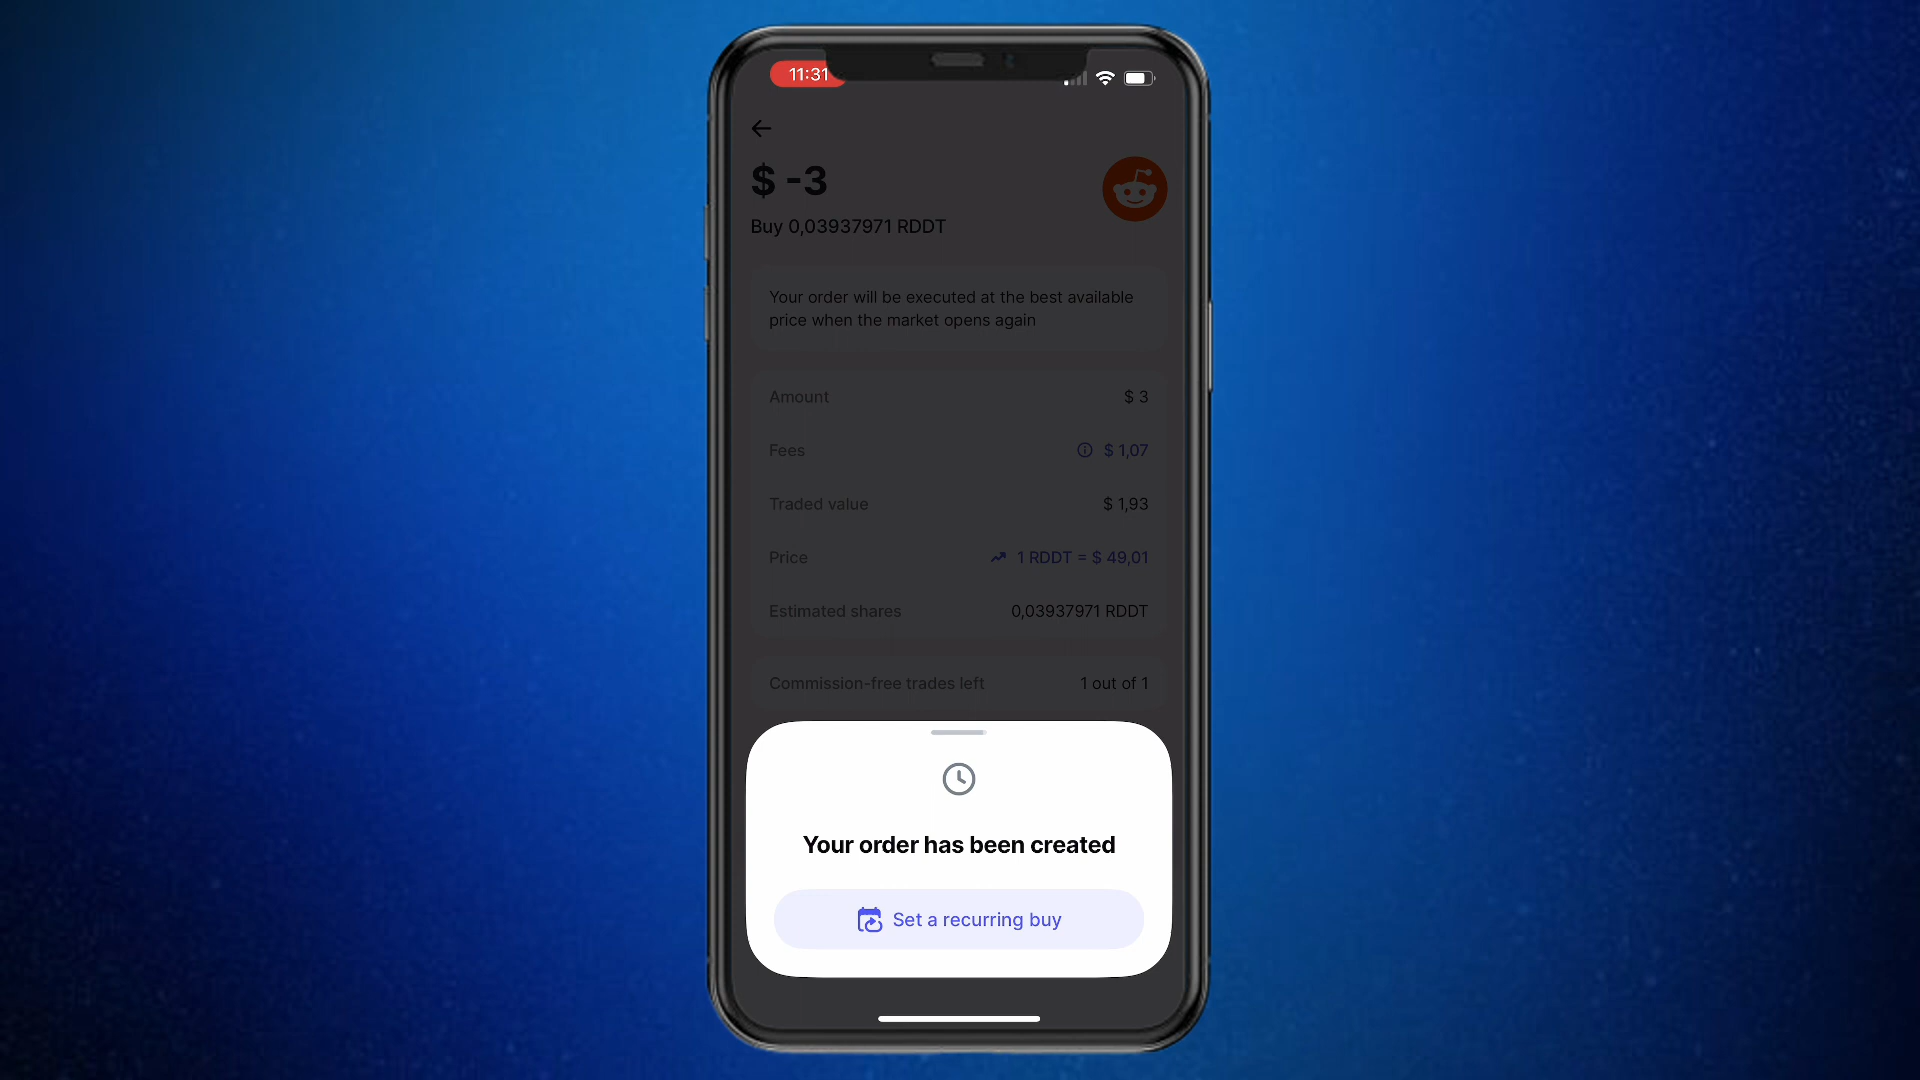 11:31
$ -3
Buy 0,03937971 RDDT
Your order will be executed at the best available
price when the market opens again
Amount $ 3
Fees $ 1,07
Traded value $ 1,93
Price 1 RDDT = $ 49,01
Estimated shares 0,03937971 RDDT
Commission-free trades left 1 out of 1
Your order has been created
Set a recurring buy